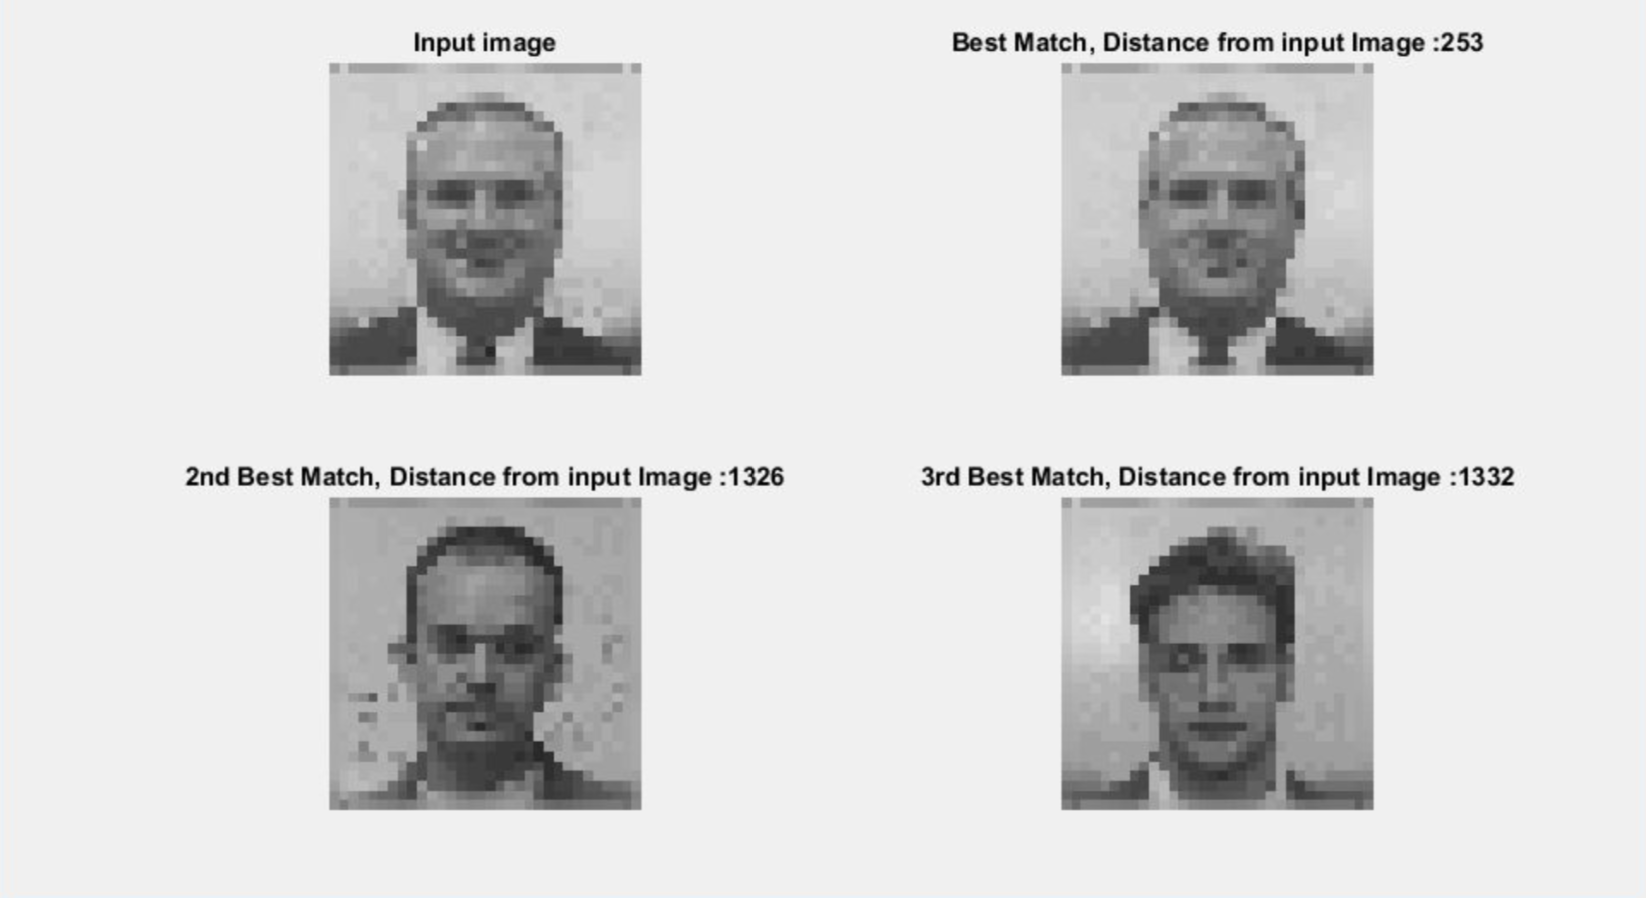 Input image
Best Match, Distance from input Image :253
2nd Best Match, Distance from input Image :1326
3rd Best Match, Distance from input Image :1332